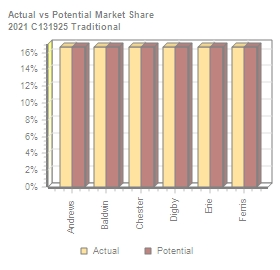 Actual vs Potential Market Share
2021 C131925 Traditional
16%
14%
12%
10%
8%
6%
4%
2%
0%
Andrews
Baldwin
Chester
Digby
Erie
Ferris
Actual
Potential